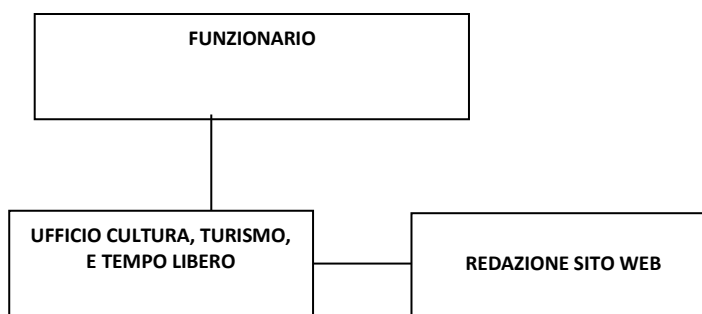 FUNZIONARIO
UFFICIO CULTURA, TURISMO,
E TEMPO LIBERO
REDAZIONE SITO WEB